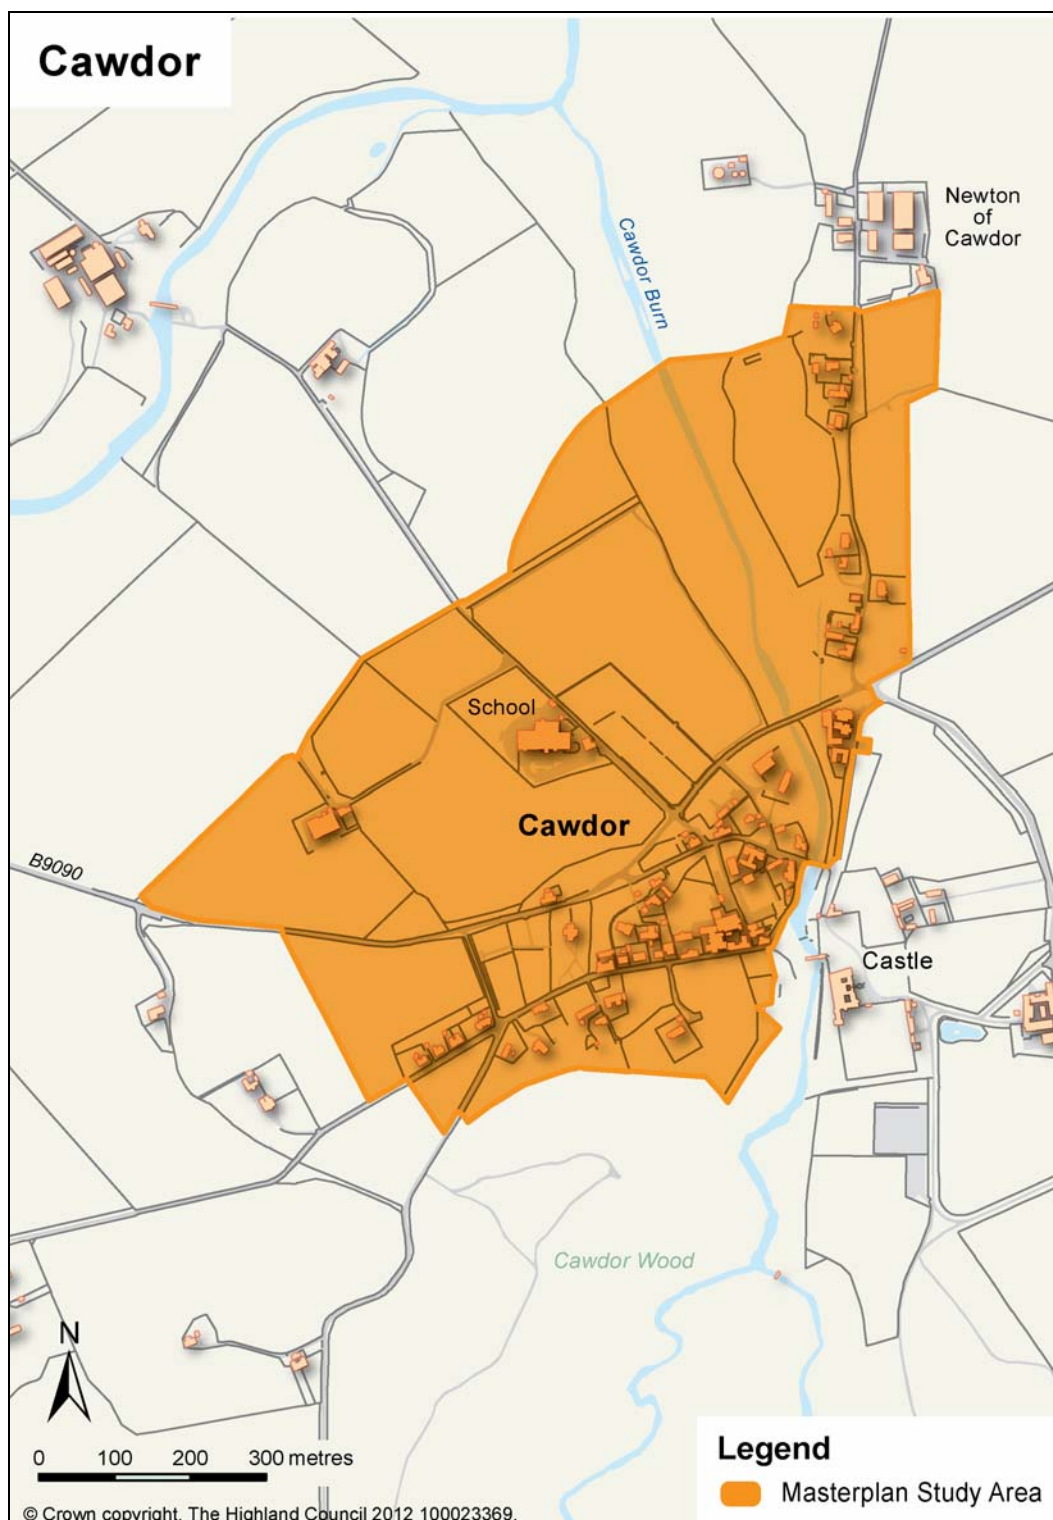 Cawdor
Newton
of
Cawdor
Cawdor Burn
School
Cawdor
B9090
Castle
Cawdor Wood
N
0 100 200 300 metres
Legend
Masterplan Study Area
© Crown copyright. The Highland Council 2012 100023369.